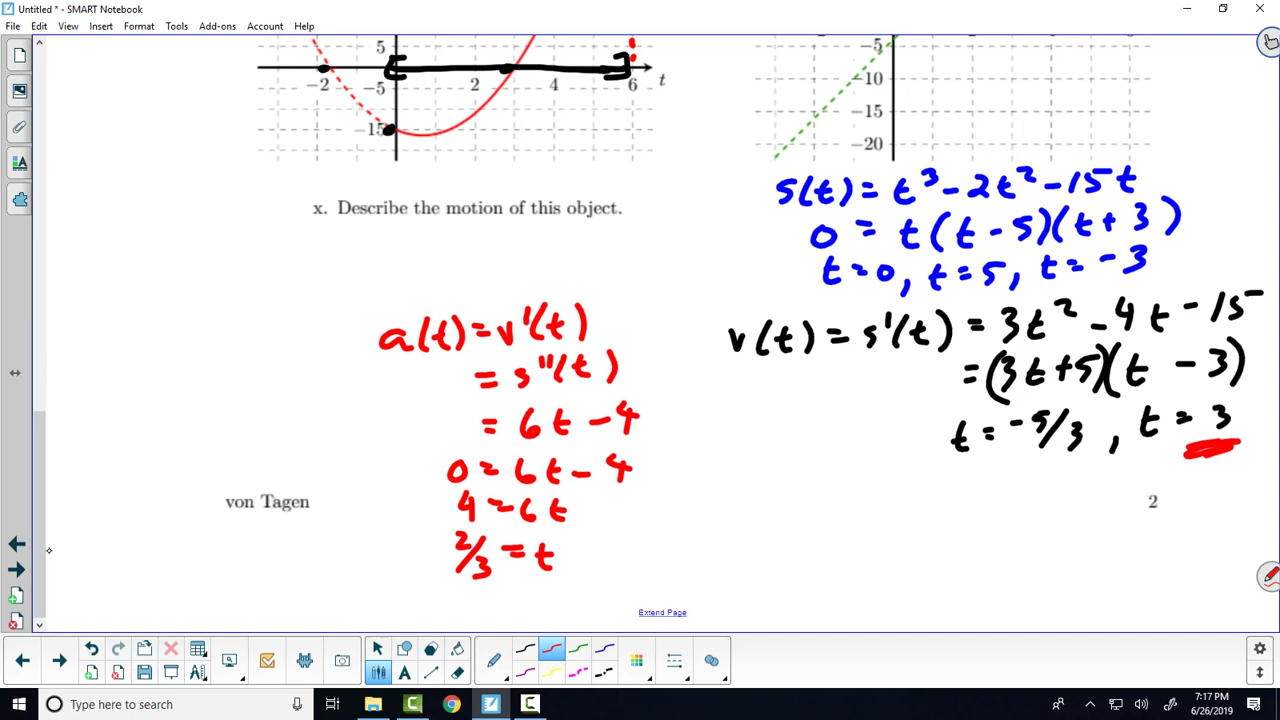 Untitled * - SMART Notebook
File Edit View Insert Format Tools Add-ons Account Help
5
-2 2 4 6 t
-5
-15
-5
-10
-15
-20
s(t) = t³ - 2t² - 15t
0 = t(t - 5)(t + 3)
t = 0, t = 5, t = -3
x. Describe the motion of this object.
a(t) = v'(t)
= s''(t)
= 6t - 4
0 = 6t - 4
4 = 6t
2/3 = t
v(t) = s'(t) = 3t² - 4t - 15
= (3t+5)(t - 3)
t = -5/3, t = 3
von Tagen 2
Extend Page
Type here to search
7:17 PM
6/26/2019